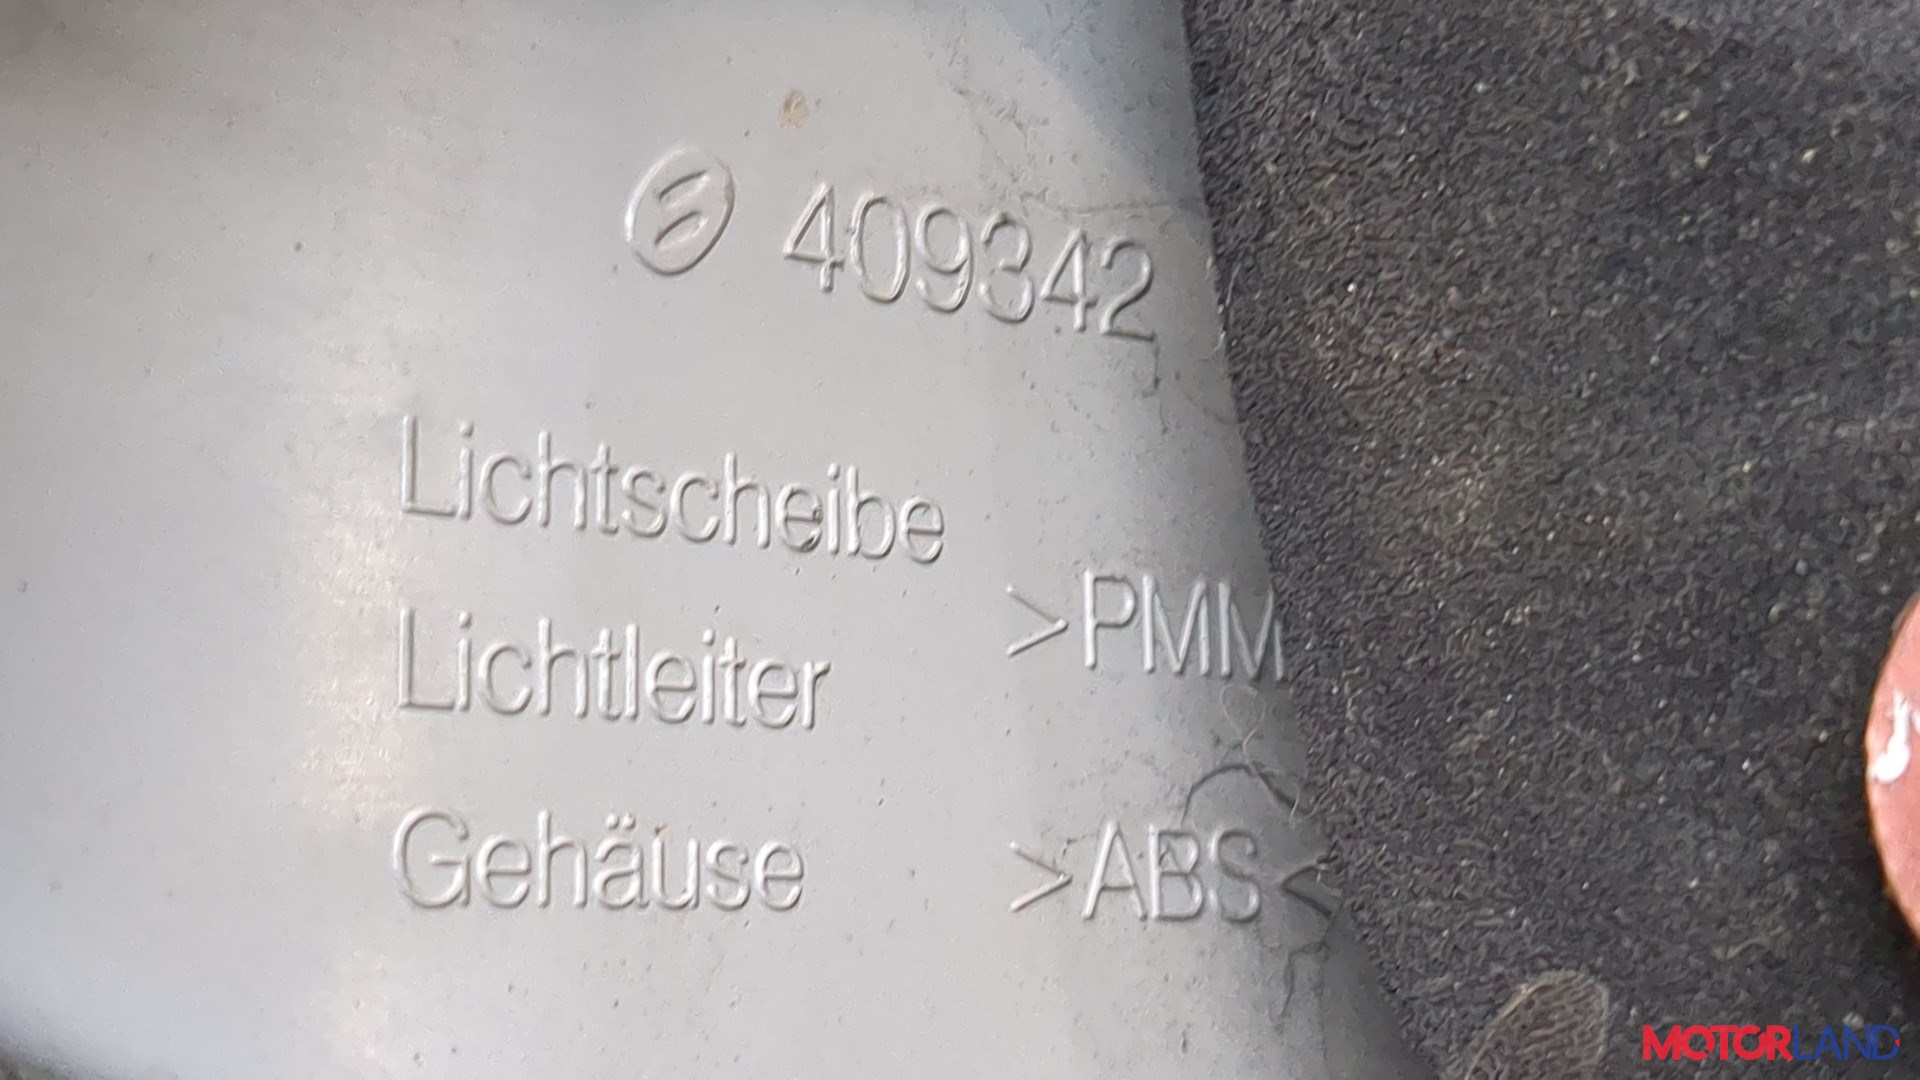 409342
Lichtscheibe
>PMM
Lichtleiter
Gehäuse >ABS<
MOTORLAND